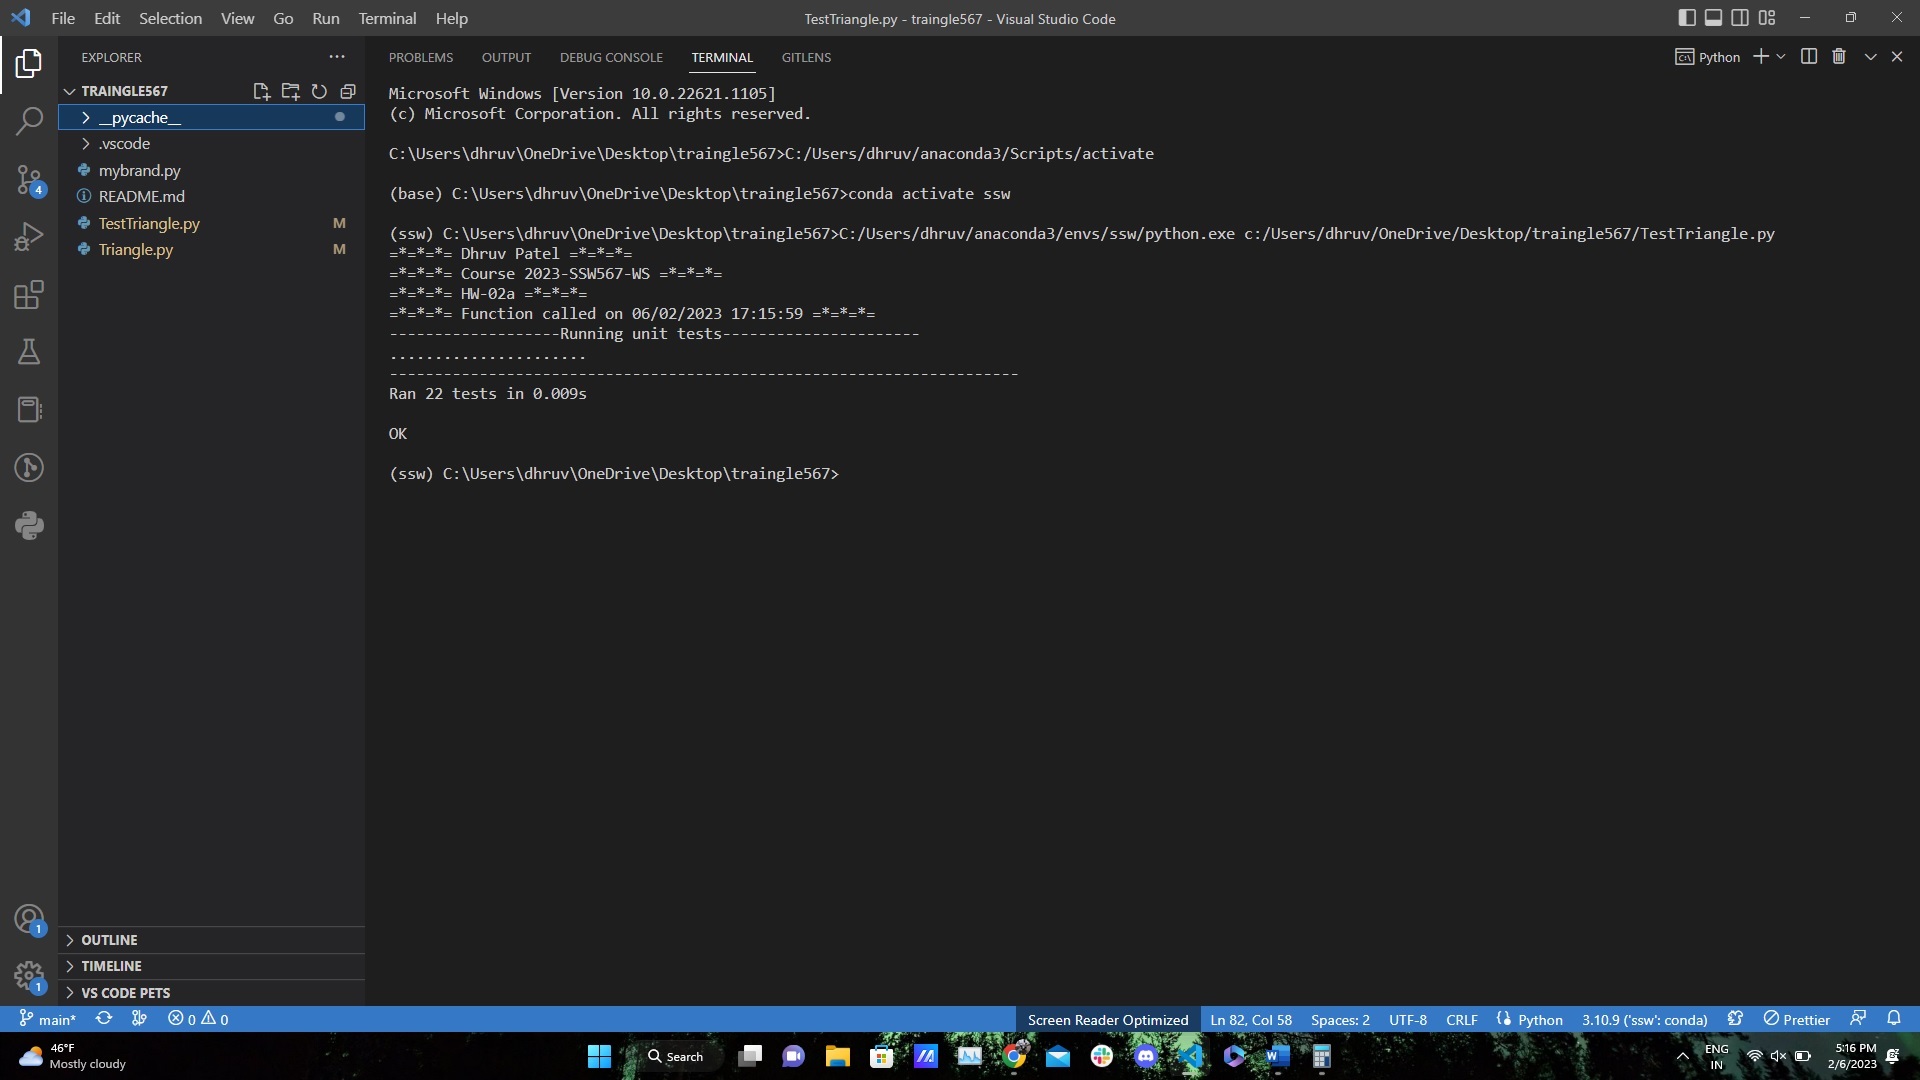 File Edit Selection View Go Run Terminal Help
TestTriangle.py - traingle567 - Visual Studio Code
EXPLORER
TRAINGLE567
__pycache__
.vscode
mybrand.py
README.md
TestTriangle.py M
Triangle.py M
4
PROBLEMS OUTPUT DEBUG CONSOLE TERMINAL GITLENS
Python
Microsoft Windows [Version 10.0.22621.1105]
(c) Microsoft Corporation. All rights reserved.
C:\Users\dhruv\OneDrive\Desktop\traingle567>C:/Users/dhruv/anaconda3/Scripts/activate
(base) C:\Users\dhruv\OneDrive\Desktop\traingle567>conda activate ssw
(ssw) C:\Users\dhruv\OneDrive\Desktop\traingle567>C:/Users/dhruv/anaconda3/envs/ssw/python.exe c:/Users/dhruv/OneDrive/Desktop/traingle567/TestTriangle.py
=*=*=*= Dhruv Patel =*=*=*=
=*=*=*= Course 2023-SSW567-WS =*=*=*=
=*=*=*= HW-02a =*=*=*=
=*=*=*= Function called on 06/02/2023 17:15:59 =*=*=*=
-------------------Running unit tests----------------------
......................
----------------------------------------------------------------------
Ran 22 tests in 0.009s
OK
(ssw) C:\Users\dhruv\OneDrive\Desktop\traingle567>
1
1
OUTLINE
TIMELINE
VS CODE PETS
main* 0 0
Screen Reader Optimized Ln 82, Col 58 Spaces: 2 UTF-8 CRLF Python 3.10.9 ('ssw': conda) Prettier
46°F
Mostly cloudy
Search
ENG
IN
5:16 PM
2/6/2023